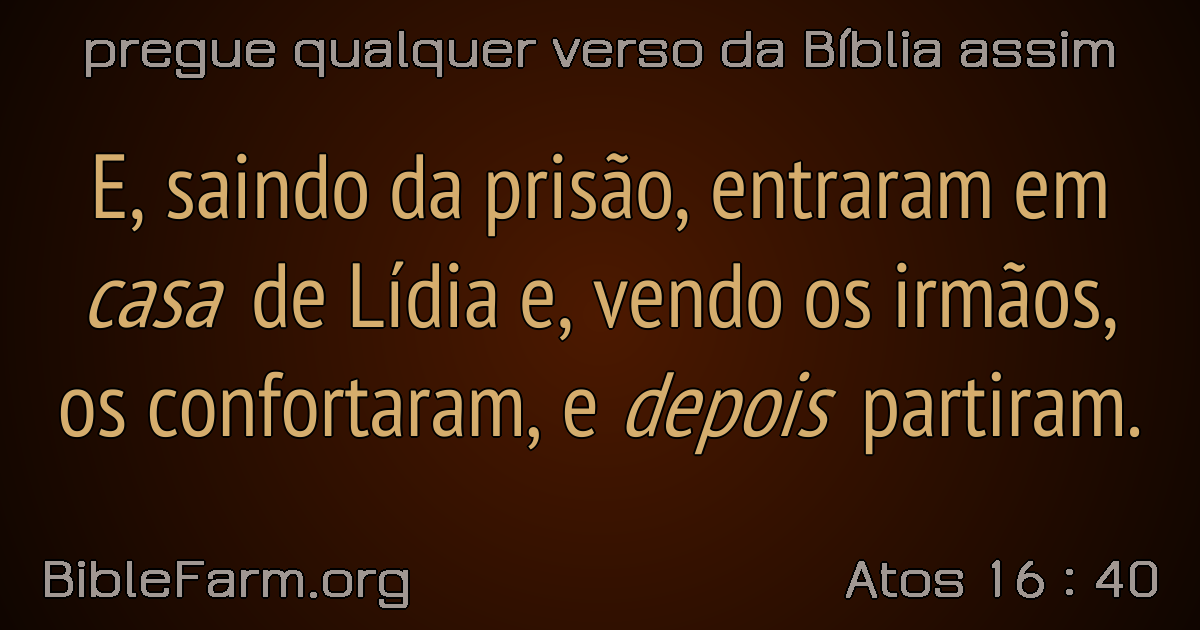 pregue qualquer verso da Bíblia assim
E, saindo da prisão, entraram em
casa de Lídia e, vendo os irmãos,
os confortaram, e depois partiram.
BibleFarm.org
Atos 16 : 40